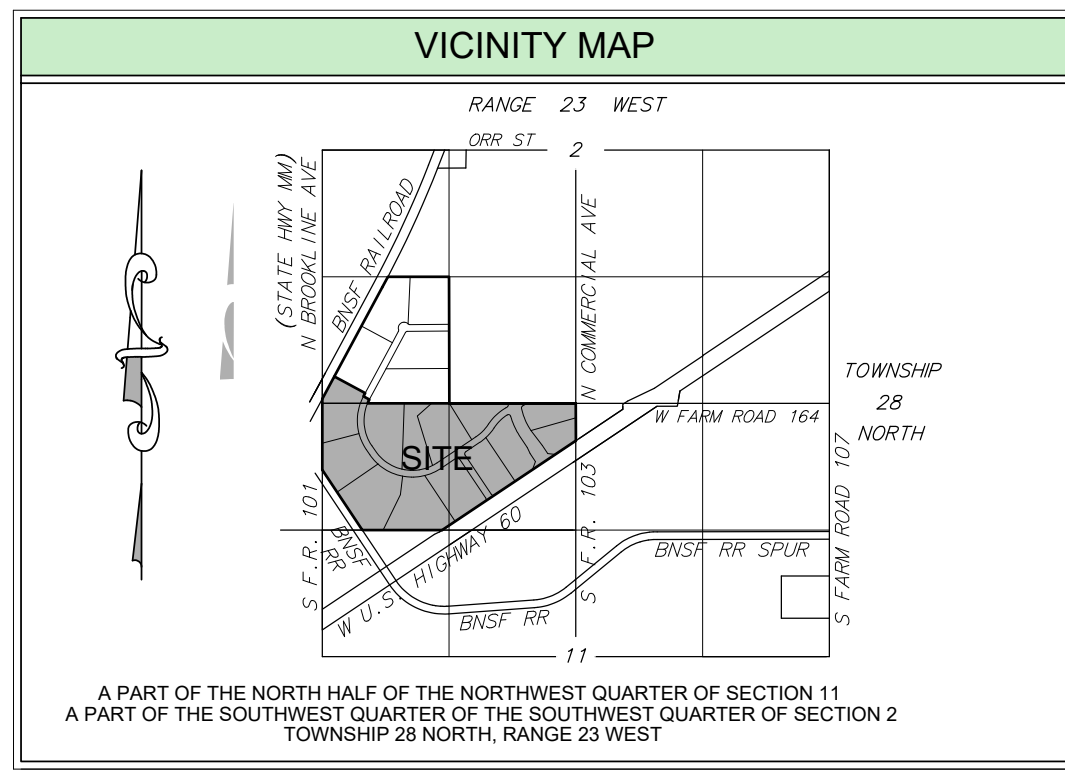 VICINITY MAP
RANGE 23 WEST
ORR ST
2
(STATE HWY MM)
N BROOKLINE AVE
BNSF RAILROAD
N COMMERCIAL AVE
TOWNSHIP
28
NORTH
W FARM ROAD 164
SITE
S F.R. 101
BNSF
RR
W U.S. HIGHWAY 60
S F.R. 103
BNSF RR SPUR
S FARM ROAD 107
BNSF RR
11
A PART OF THE NORTH HALF OF THE NORTHWEST QUARTER OF SECTION 11
A PART OF THE SOUTHWEST QUARTER OF THE SOUTHWEST QUARTER OF SECTION 2
TOWNSHIP 28 NORTH, RANGE 23 WEST